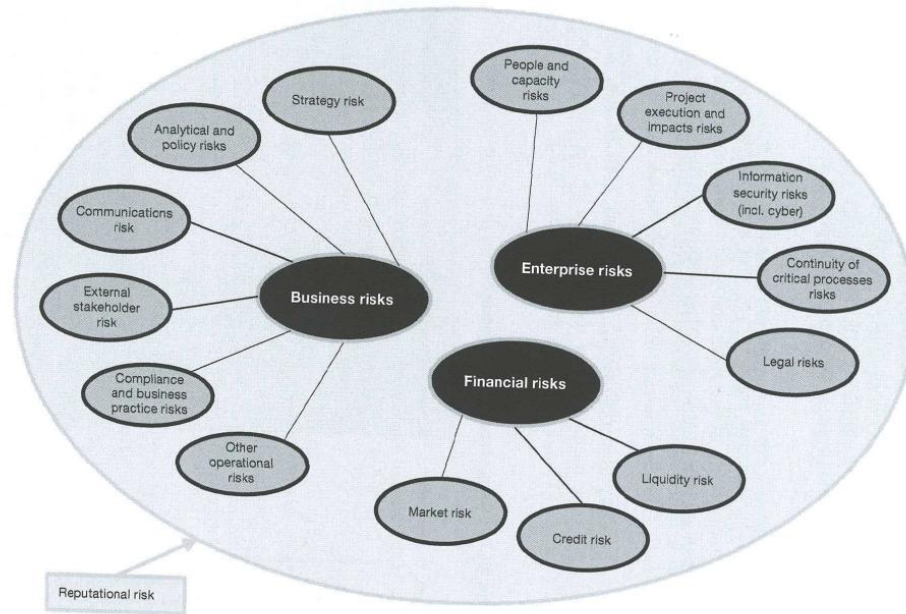 Strategy risk
Analytical and
policy risks
Communications
risk
External
stakeholder
risk
Compliance and
business
practice risks
Other
operational
risks
Business risks
People and
capacity
risks
Project
execution and
impacts risks
Information
security risks
(incl. cyber)
Continuity of
critical processes
risks
Legal risks
Enterprise risks
Financial risks
Market risk
Credit risk
Liquidity risk
Reputational risk